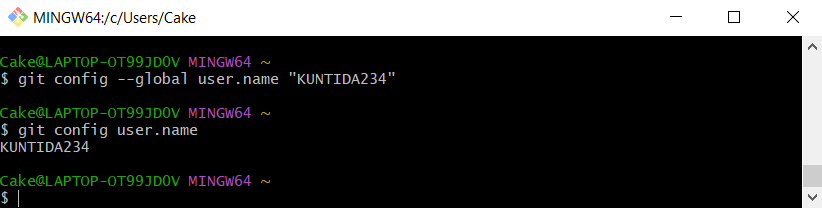 MINGW64:/c/Users/Cake
Cake@LAPTOP-OT99JD0V MINGW64 ~
$ git config --global user.name "KUNTIDA234"
Cake@LAPTOP-OT99JD0V MINGW64 ~
$ git config user.name
KUNTIDA234
Cake@LAPTOP-OT99JD0V MINGW64 ~
$